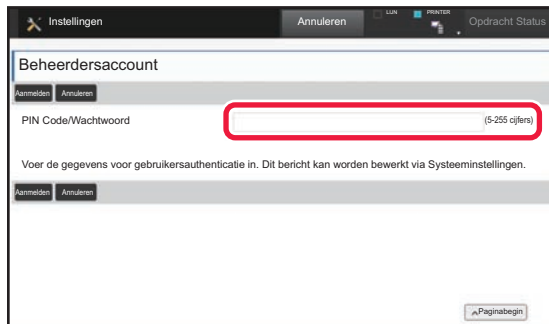 Instellingen Annuleren LIJN PRINTER Opdracht Status
Beheerdersaccount
Aanmelden Annuleren
PIN Code/Wachtwoord (5-255 cijfers)
Voer de gegevens voor gebruikersauthenticatie in. Dit bericht kan worden bewerkt via Systeeminstellingen.
Aanmelden Annuleren
Paginabegin